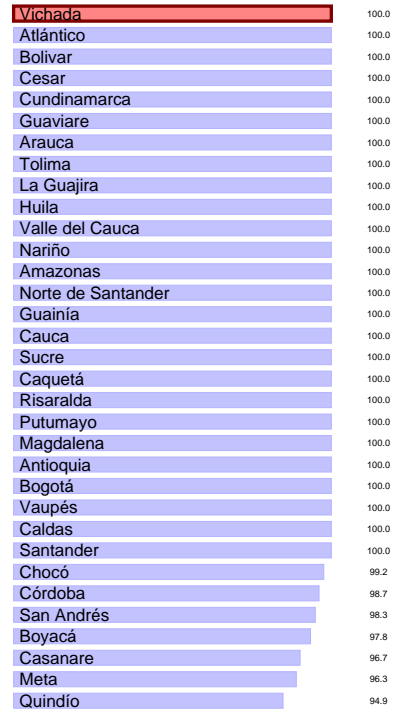 Vichada 100.0
Atlántico 100.0
Bolivar 100.0
Cesar 100.0
Cundinamarca 100.0
Guaviare 100.0
Arauca 100.0
Tolima 100.0
La Guajira 100.0
Huila 100.0
Valle del Cauca 100.0
Nariño 100.0
Amazonas 100.0
Norte de Santander 100.0
Guainía 100.0
Cauca 100.0
Sucre 100.0
Caquetá 100.0
Risaralda 100.0
Putumayo 100.0
Magdalena 100.0
Antioquia 100.0
Bogotá 100.0
Vaupés 100.0
Caldas 100.0
Santander 100.0
Chocó 99.2
Córdoba 98.7
San Andrés 98.3
Boyacá 97.8
Casanare 96.7
Meta 96.3
Quindío 94.9